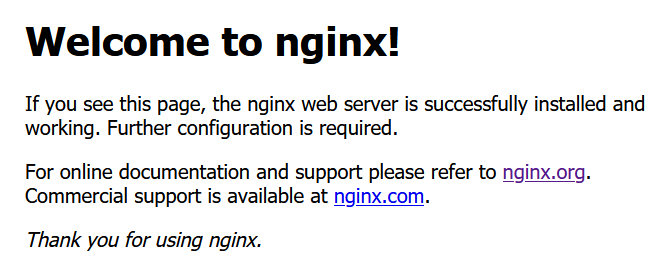 Welcome to nginx!
If you see this page, the nginx web server is successfully installed and
working. Further configuration is required.
For online documentation and support please refer to nginx.org.
Commercial support is available at nginx.com.
Thank you for using nginx.